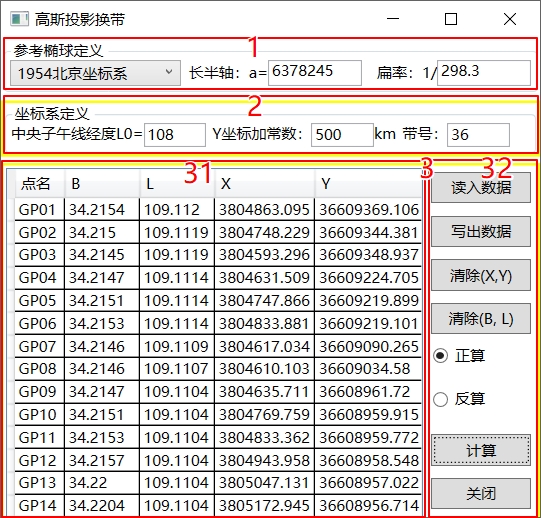 高斯投影换带
参考椭球定义
1
1954北京坐标系 长半轴：a= 6378245 扁率：1/ 298.3
坐标系定义
2
中央子午线经度L0= 108 Y坐标加常数： 500 km 带号： 36
31 3 32
点名 B L X Y
GP01 34.2154 109.112 3804863.095 36609369.106
GP02 34.215 109.1119 3804748.229 36609344.381
GP03 34.2145 109.1119 3804593.296 36609348.937
GP04 34.2147 109.1114 3804631.509 36609224.705
GP05 34.2151 109.1114 3804747.866 36609219.899
GP06 34.2153 109.1114 3804833.881 36609219.101
GP07 34.2146 109.1109 3804617.034 36609090.265
GP08 34.2146 109.1107 3804610.103 36609034.58
GP09 34.2147 109.1104 3804635.711 36608961.72
GP10 34.2151 109.1104 3804769.759 36608959.915
GP11 34.2153 109.1104 3804833.362 36608959.772
GP12 34.2157 109.1104 3804943.958 36608958.548
GP13 34.22 109.1104 3805047.131 36608957.022
GP14 34.2204 109.1104 3805172.945 36608956.714
读入数据
写出数据
清除(X,Y)
清除(B, L)
正算
反算
计算
关闭